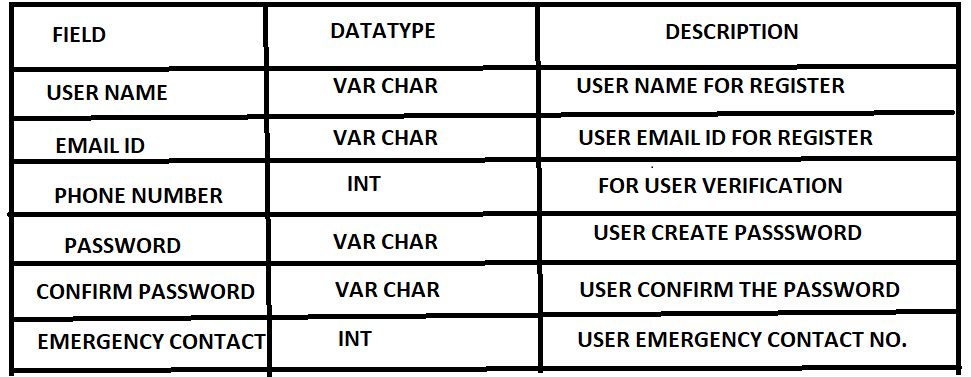 FIELD DATATYPE DESCRIPTION
USER NAME VAR CHAR USER NAME FOR REGISTER
EMAIL ID VAR CHAR USER EMAIL ID FOR REGISTER
PHONE NUMBER INT FOR USER VERIFICATION
PASSWORD VAR CHAR USER CREATE PASSSWORD
CONFIRM PASSWORD VAR CHAR USER CONFIRM THE PASSWORD
EMERGENCY CONTACT INT USER EMERGENCY CONTACT NO.